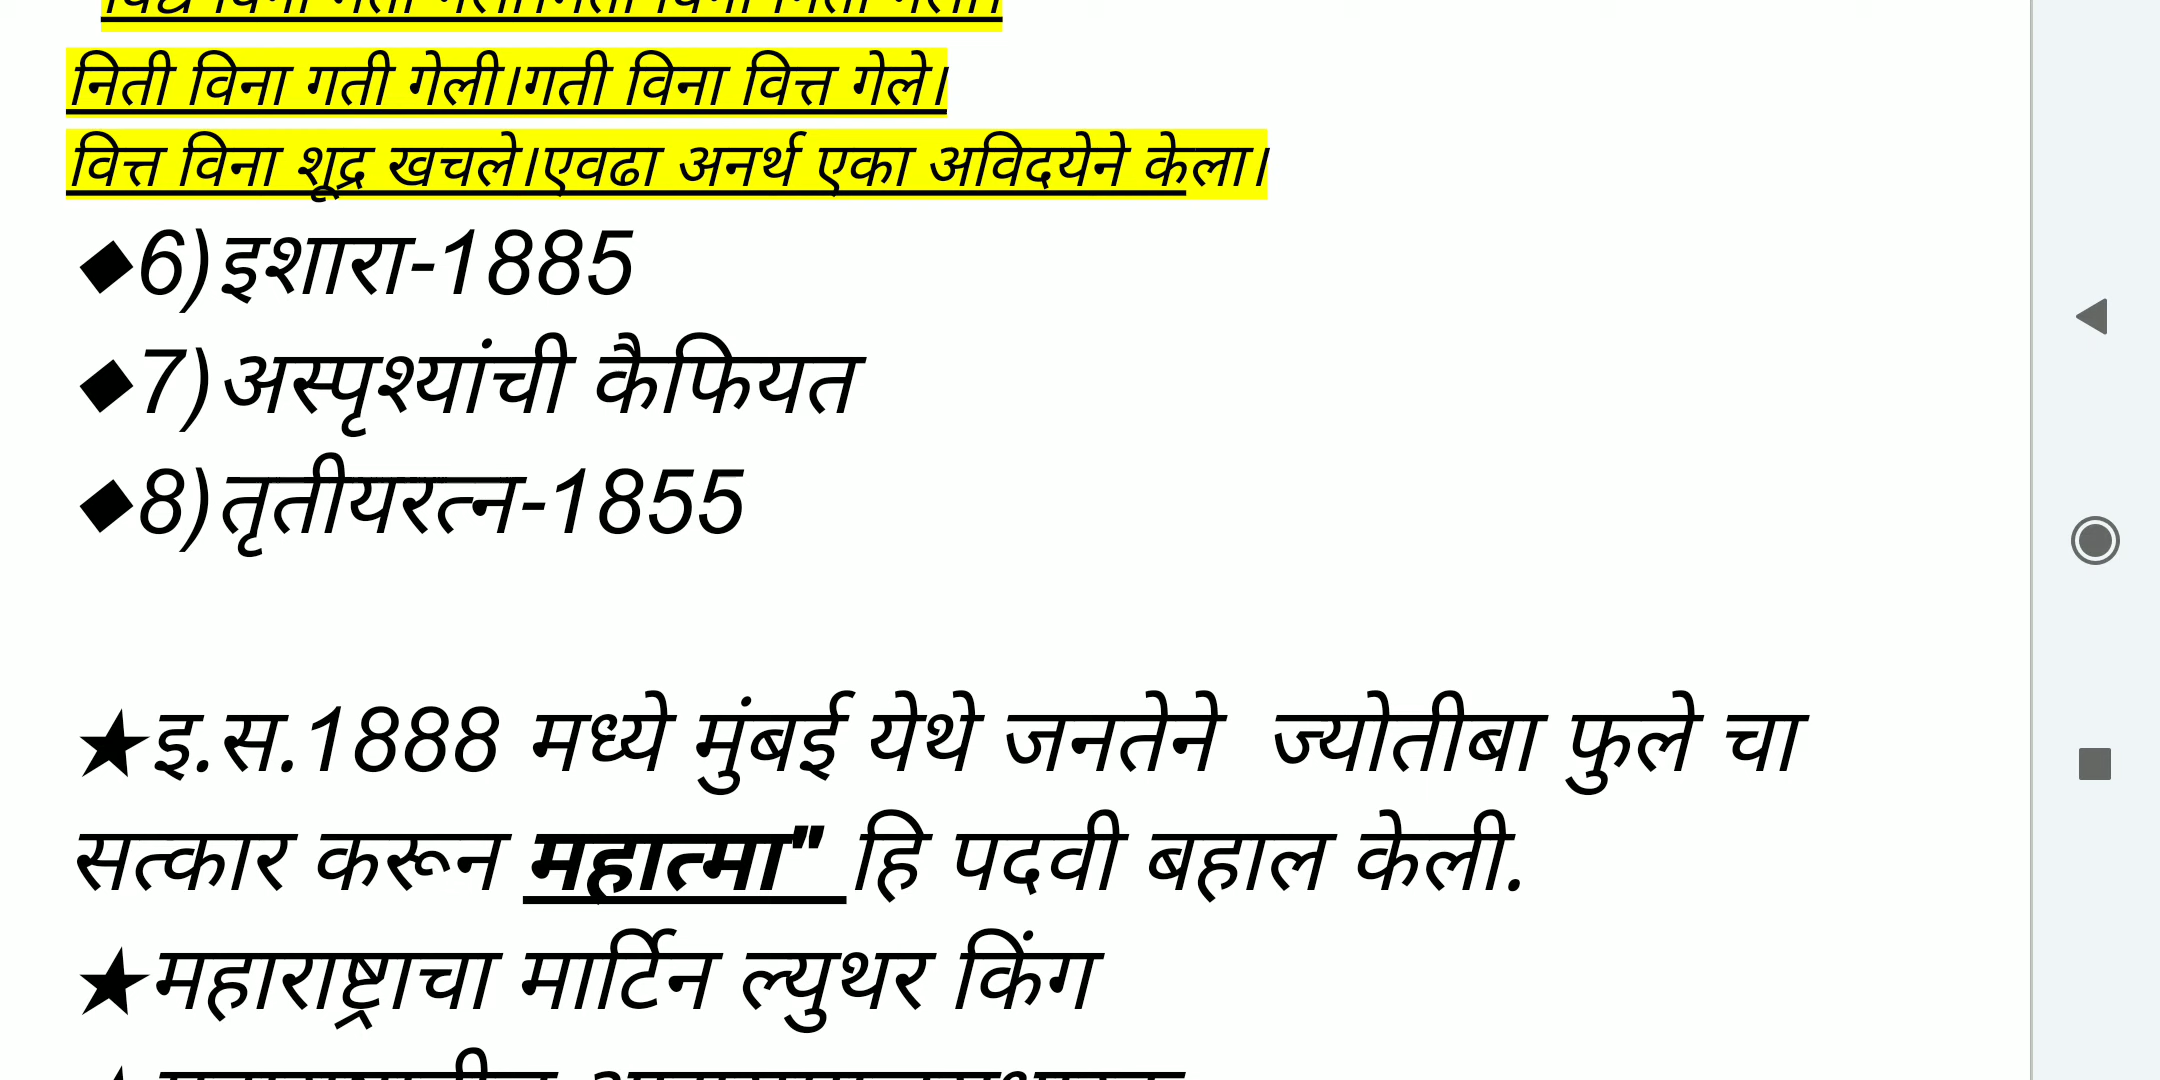 निती विना गती गेली।गती विना वित्त गेले।
वित्त विना शूद्र खचले।एवढा अनर्थ एका अविदयेने केला।
◆6)इशारा-1885
◆7)अस्पृश्यांची कैफियत
◆8)तृतीयरत्न-1855
★इ.स.1888 मध्ये मुंबई येथे जनतेने  ज्योतीबा फुले चा
सत्कार करून महात्मा" हि पदवी बहाल केली.
★महाराष्ट्राचा मार्टिन ल्युथर किंग